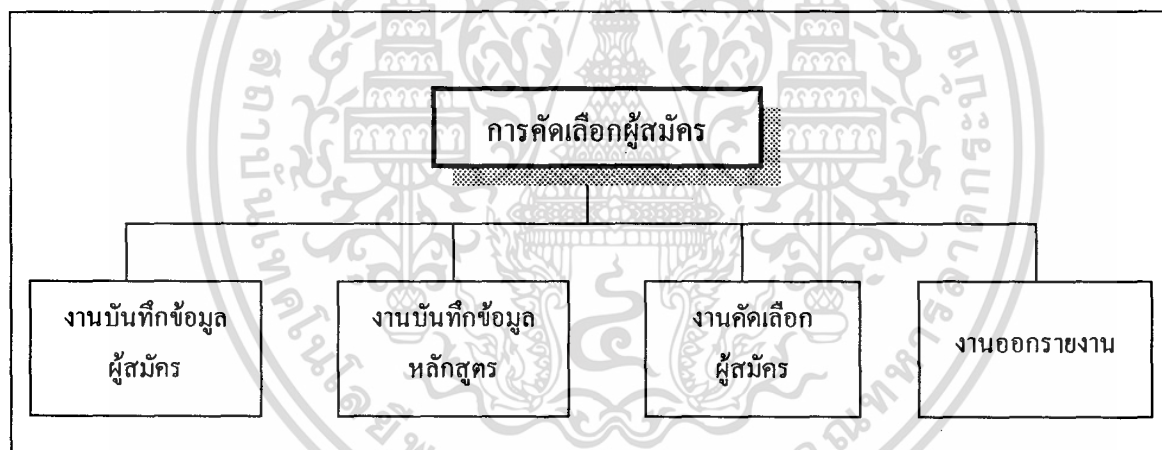 การคัดเลือกผู้สมัคร
งานบันทึกข้อมูล
ผู้สมัคร
งานบันทึกข้อมูล
หลักสูตร
งานคัดเลือก
ผู้สมัคร
งานออกรายงาน